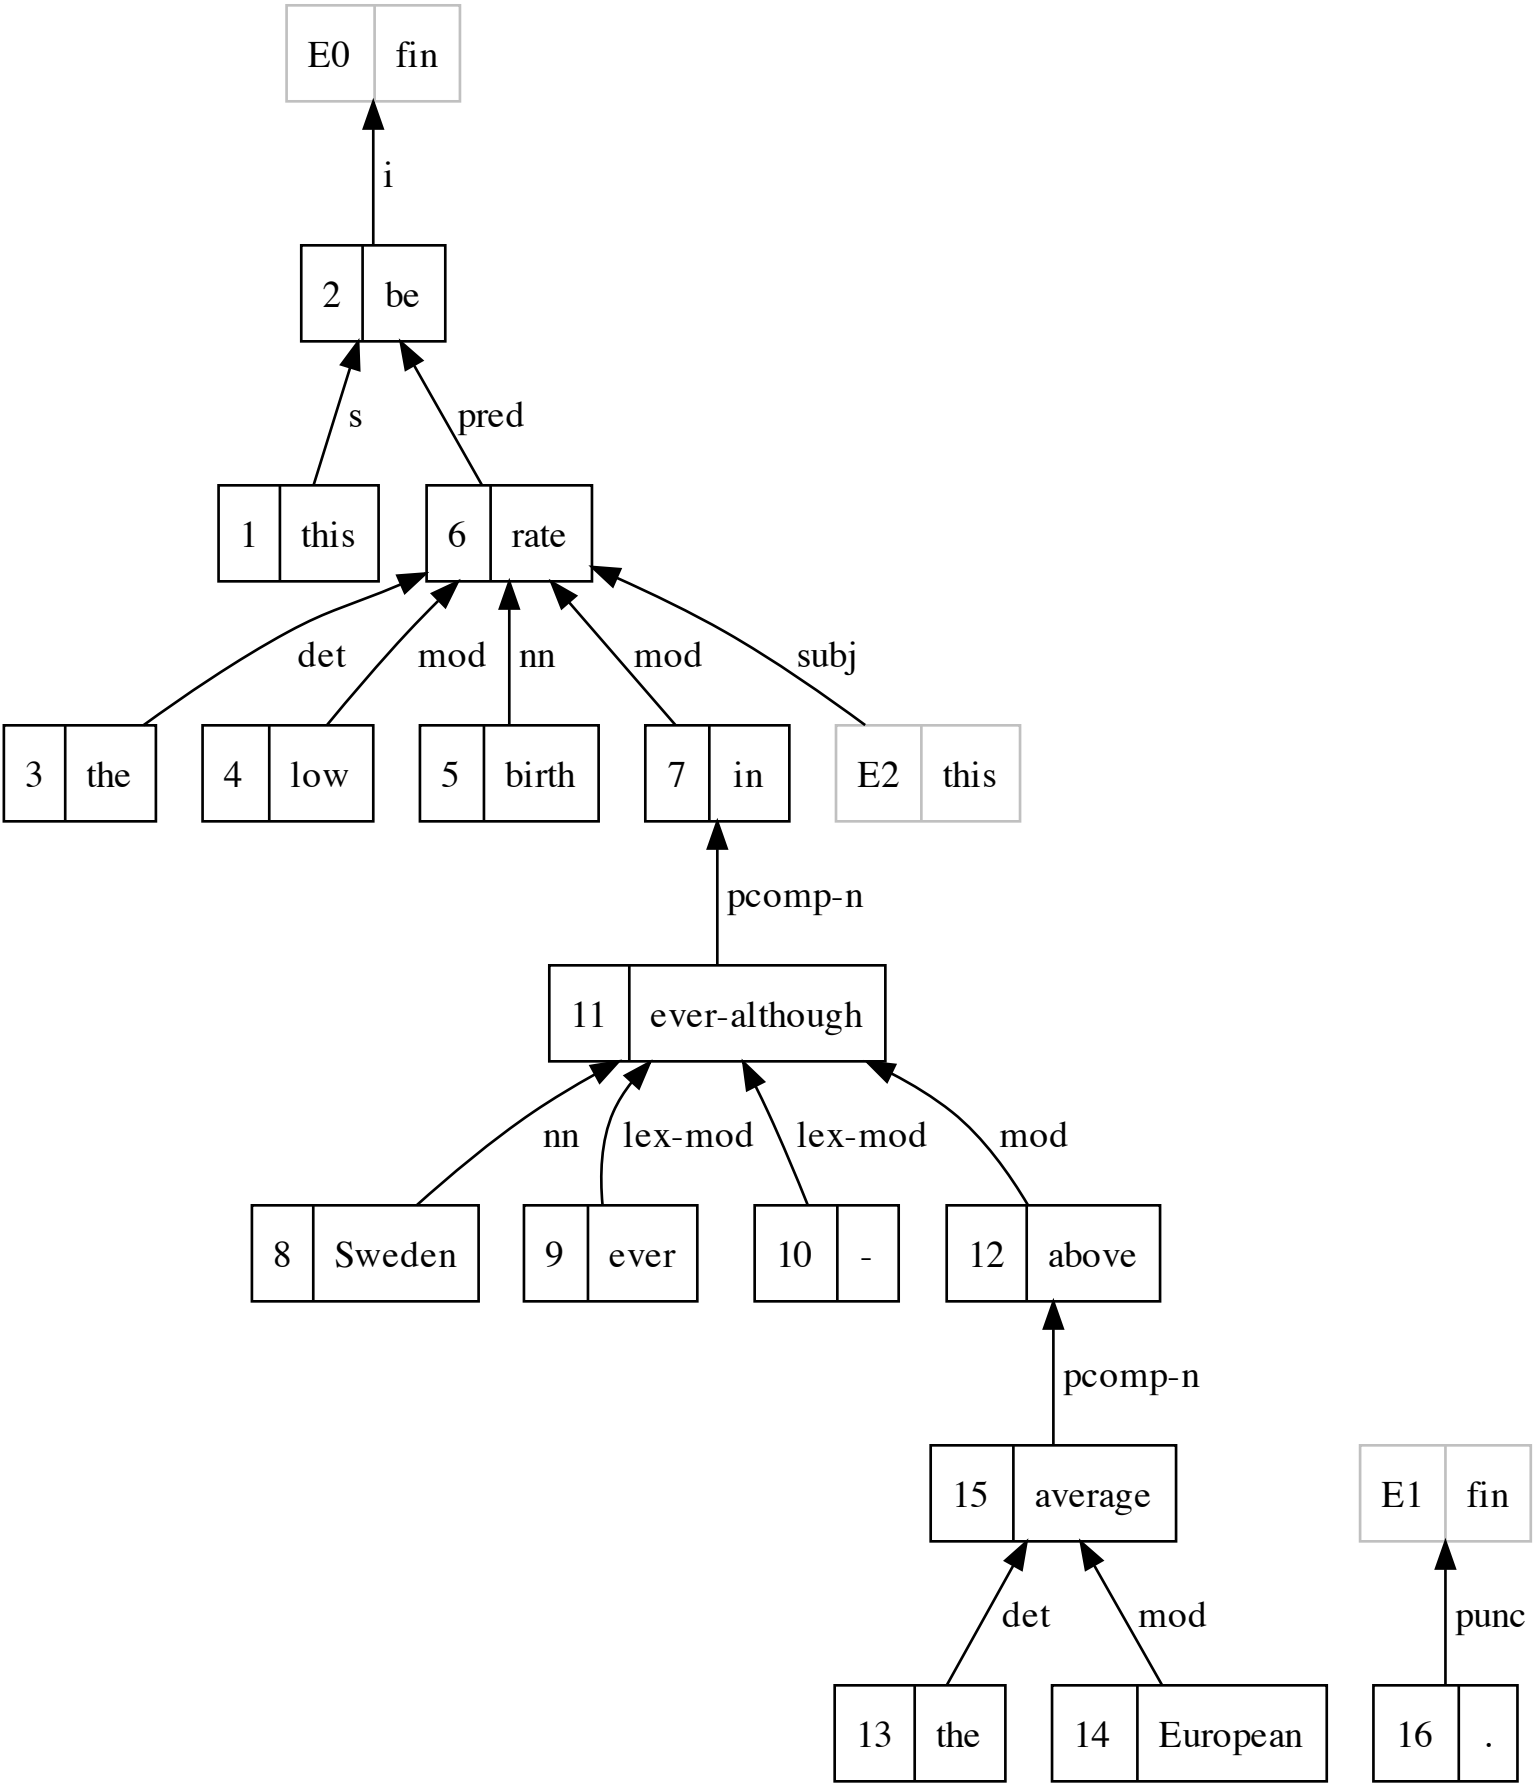 E0 fin
i
2 be
s pred
1 this 6 rate
det mod nn mod subj
3 the 4 low 5 birth 7 in E2 this
pcomp-n
11 ever-although
nn lex-mod lex-mod mod
8 Sweden 9 ever 10 - 12 above
pcomp-n
15 average E1 fin
det mod punc
13 the 14 European 16 .